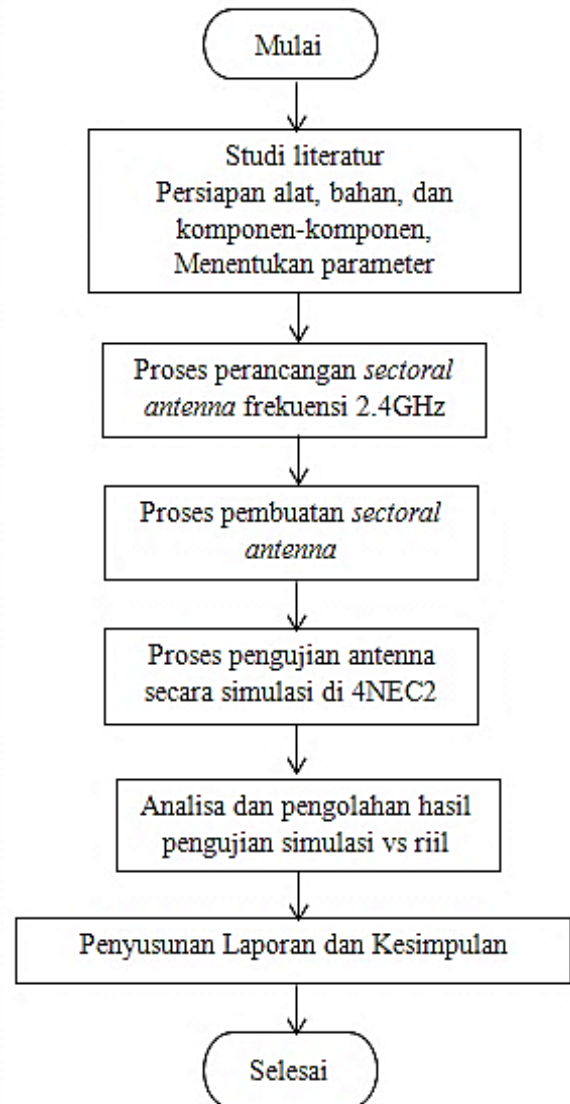 Mulai
Studi literatur
Persiapan alat, bahan, dan
komponen-komponen,
Menentukan parameter
Proses perancangan sectoral
antenna frekuensi 2.4GHz
Proses pembuatan sectoral
antenna
Proses pengujian antenna
secara simulasi di 4NEC2
Analisa dan pengolahan hasil
pengujian simulasi vs riil
Penyusunan Laporan dan Kesimpulan
Selesai